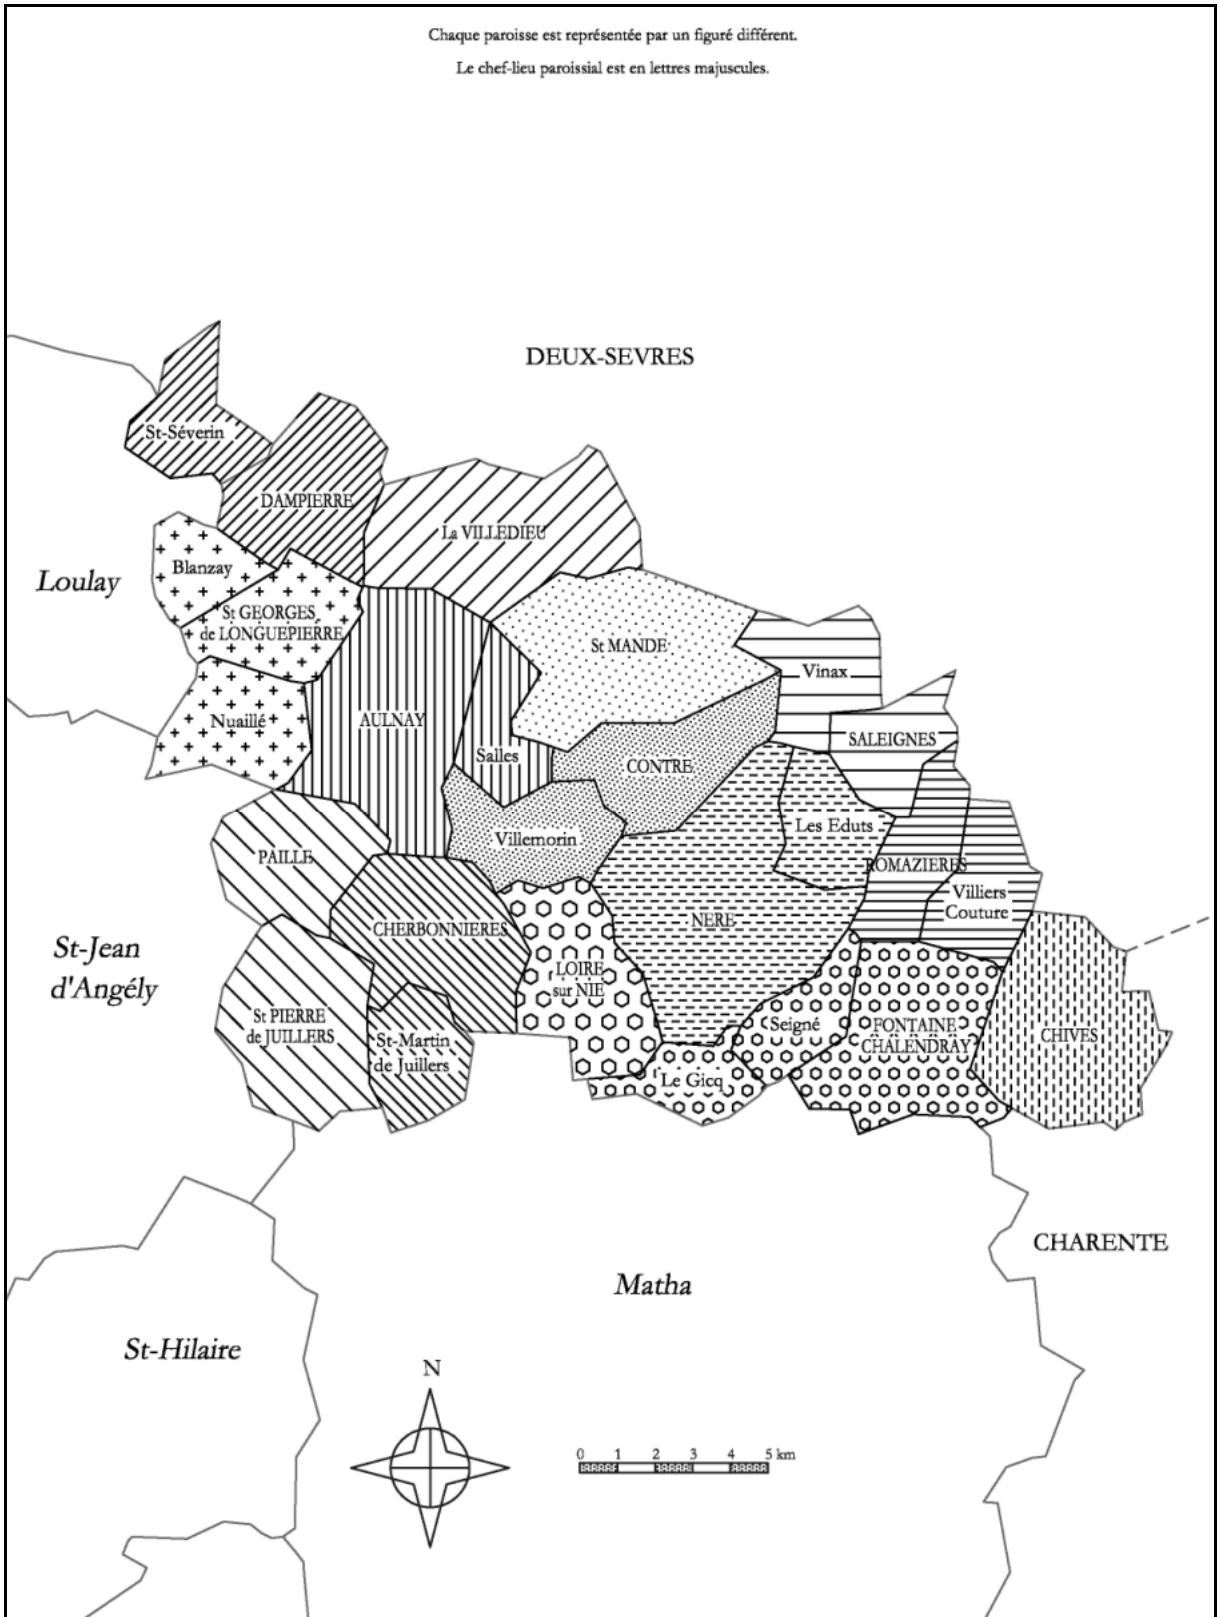 Chaque paroisse est représentée par un figuré différent.
Le chef-lieu paroissial est en lettres majuscules.
DEUX-SEVRES
St-Séverin
DAMPIERRE
La VILLEDIEU
Blanzay
Loulay
St GEORGES
de LONGUEPIERRE
St MANDE
Vinax
Nuaillé
AULNAY
SALEIGNES
Salles
CONTRE
Les Eduts
Villemorin
PAILLE
ROMAZIERES
Villiers
Couture
NERE
CHERBONNIERES
St-Jean
d'Angély
LOIRE
sur NIE
St PIERRE
de JUILLERS
Seigné
FONTAINE
CHALENDRAY
CHIVES
St-Martin
de Juillers
Le Gicq
CHARENTE
Matha
St-Hilaire
N
0 1 2 3 4 5 km